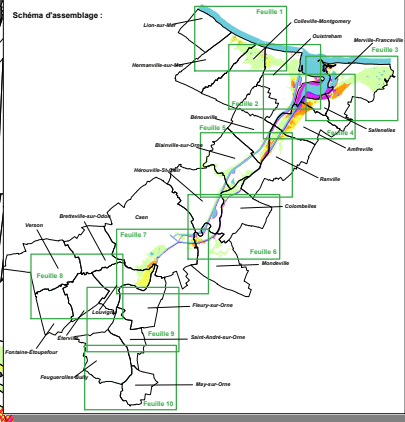 Schéma d'assemblage :
Feuille 1
Lion-sur-Mer
Colleville-Montgomery
Ouistreham
Merville-Franceville
Feuille 3
Hermanville-sur-Mer
Feuille 2
Sallenelles
Bénouville
Feuille 4
Feuille 5
Amfreville
Blainville-sur-Orne
Hérouville-St-Clair
Ranville
Colombelles
Bretteville-sur-Odon
Caen
Verson
Feuille 7
Feuille 6
Mondeville
Feuille 8
Louvigny
Fleury-sur-Orne
Feuille 9
Eterville
Saint-André-sur-Orne
Fontaine-Étoupefour
Feuguerolles-Bully
May-sur-Orne
Feuille 10